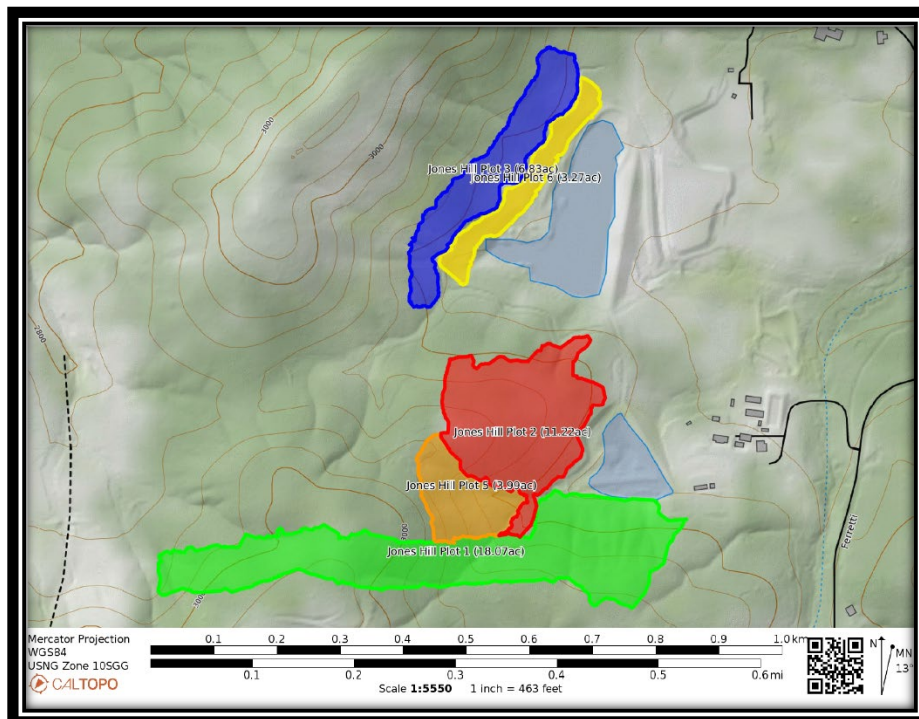 3000
3000
Jones Hill Plot 3 (6.83ac)
Jones Hill Plot 6 (3.27ac)
2800
Jones Hill Plot 2 (11.22ac)
Jones Hill Plot 5 (3.99ac)
3000
Ferretti
Jones Hill Plot 1 (18.07ac)
3000
Mercator Projection
WGS84
USNG Zone 10SGG
CALTOPO
0.1 0.2 0.3 0.4 0.5 0.6 0.7 0.8 0.9 1.0 km
0.1 0.2 0.3 0.4 0.5 0.6 mi
Scale 1:5550 1 inch = 463 feet
N
MN
13°